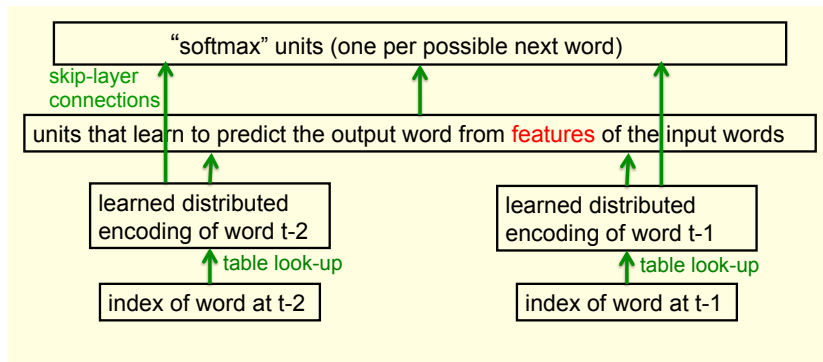 “softmax” units (one per possible next word)
skip-layer
connections
units that learn to predict the output word from features of the input words
learned distributed
encoding of word t-2
learned distributed
encoding of word t-1
table look-up
table look-up
index of word at t-2
index of word at t-1